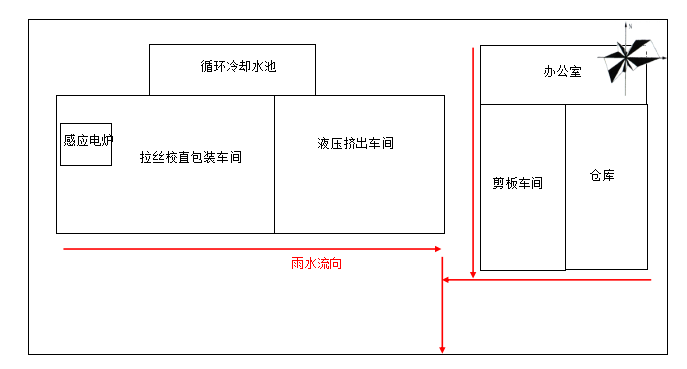 N
循环冷却水池
办公室
感应电炉
拉丝校直包装车间
液压挤出车间
剪板车间
仓库
雨水流向